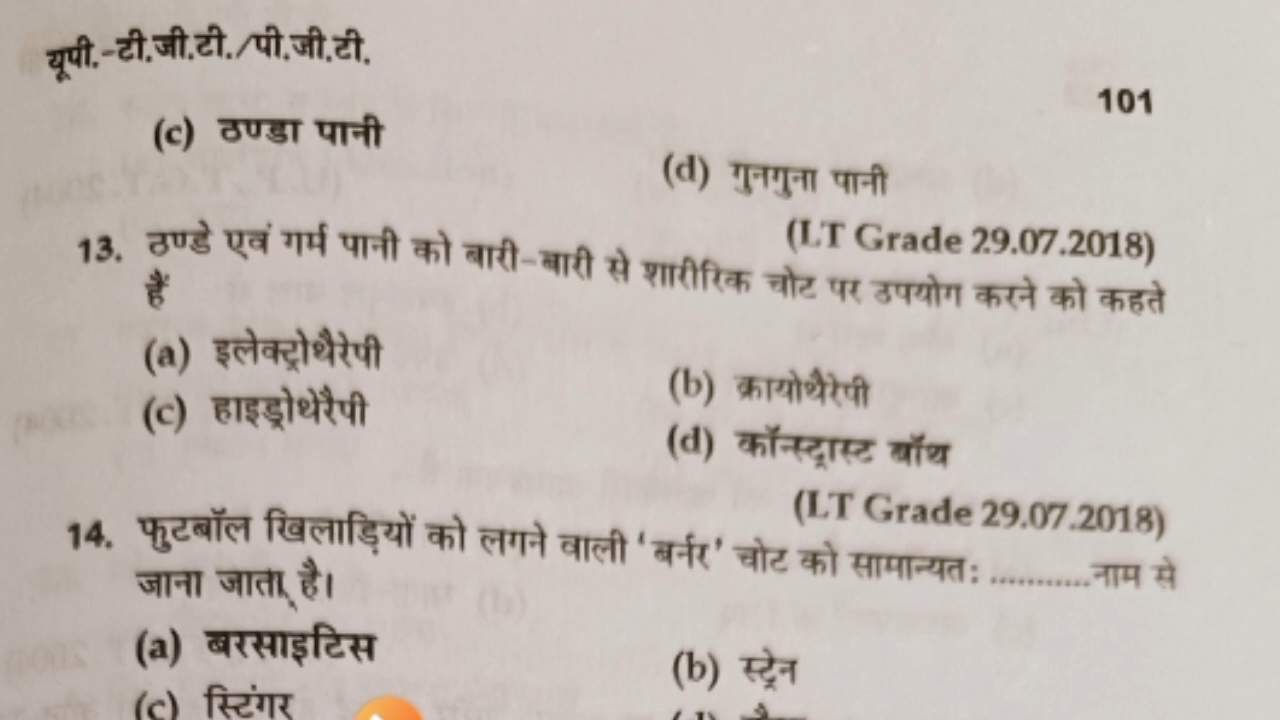 यूपी.-टी.जी.टी./पी.जी.टी.
101
(c) ठण्डा पानी
(d) गुनगुना पानी
(LT Grade 29.07.2018)
13. ठण्डे एवं गर्म पानी को बारी-बारी से शारीरिक चोट पर उपयोग करने को कहते
हैं
(a) इलेक्ट्रोथैरेपी
(b) क्रायोथैरेपी
(c) हाइड्रोथेरैपी
(d) कॉन्स्ट्रास्ट बॉथ
(LT Grade 29.07.2018)
14. फुटबॉल खिलाड़ियों को लगने वाली 'बर्नर' चोट को सामान्यत: ...........नाम से
जाना जाता है।
(a) बरसाइटिस
(b) स्ट्रेन
(c) स्टिंगर